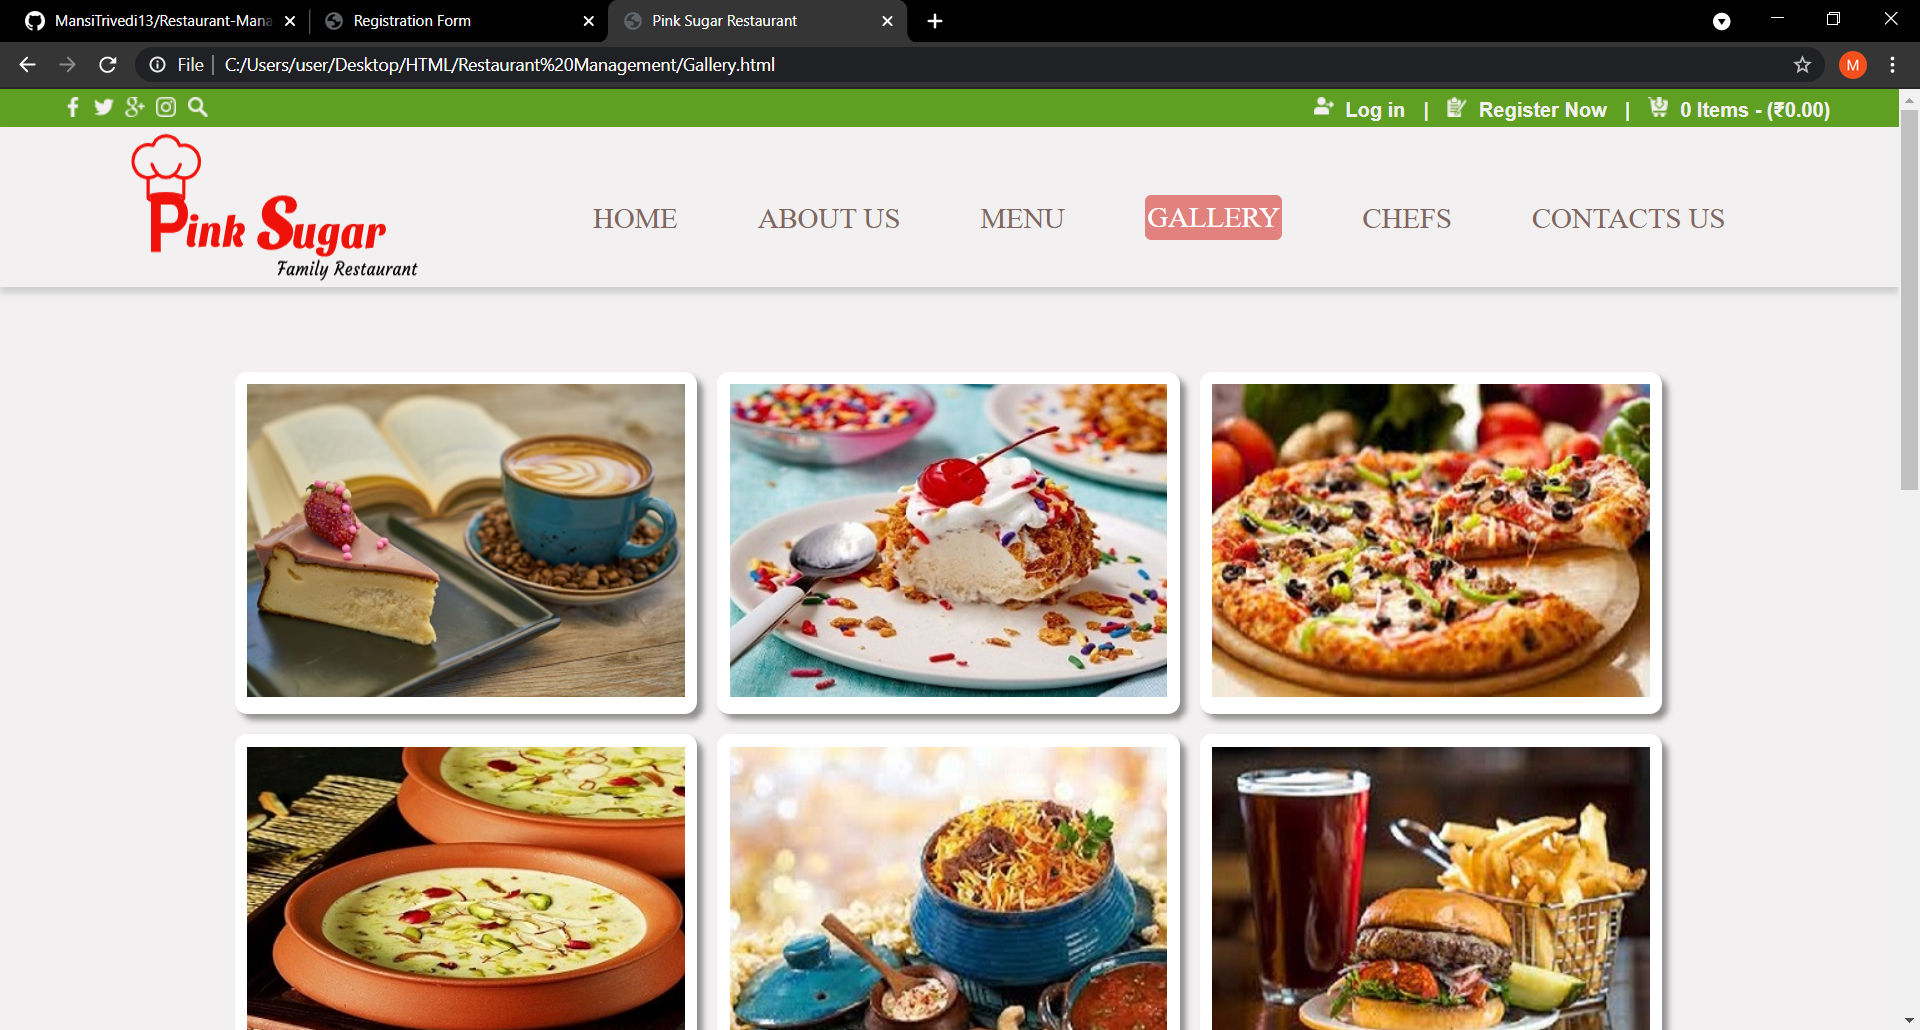 MansiTrivedi13/Restaurant-Mana
Registration Form
Pink Sugar Restaurant
File | C:/Users/user/Desktop/HTML/Restaurant%20Management/Gallery.html
M
Log in | Register Now | 0 Items - (₹0.00)
Pink Sugar
Family Restaurant
HOME ABOUT US MENU GALLERY CHEFS CONTACTS US